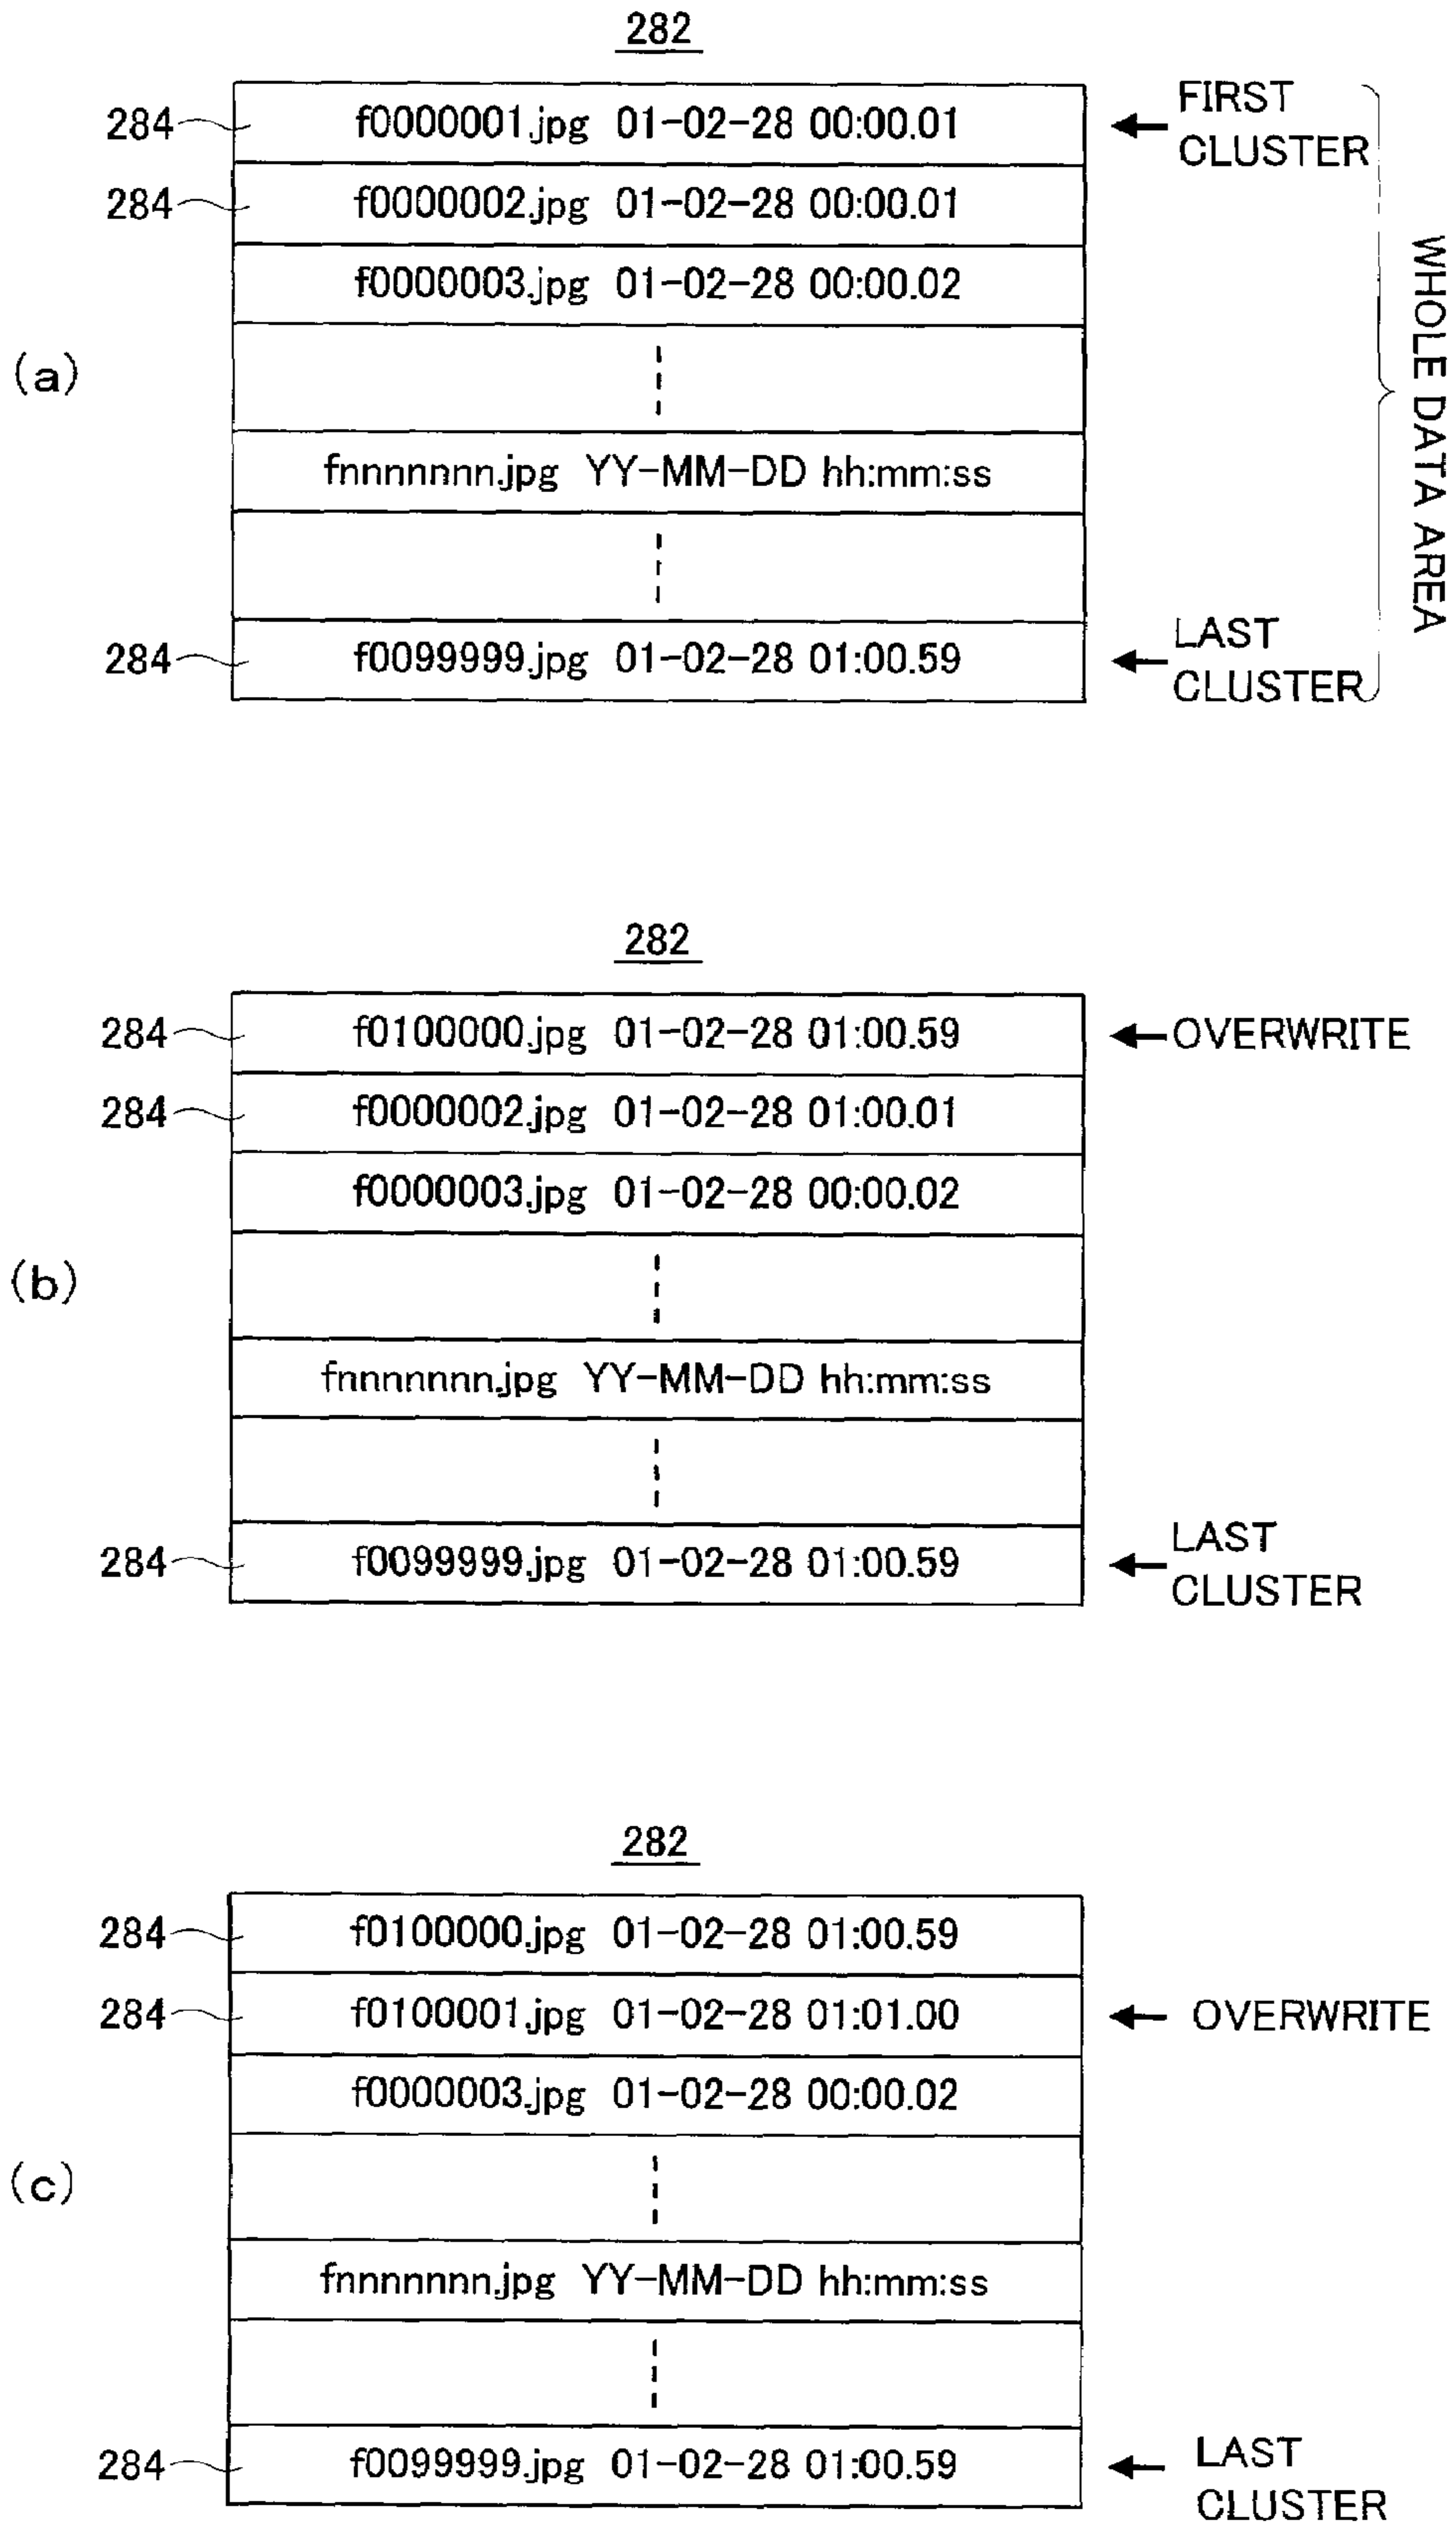 282
284 f0000001.jpg 01-02-28 00:00.01 FIRST
CLUSTER
284 f0000002.jpg 01-02-28 00:00.01
f0000003.jpg 01-02-28 00:00.02
(a)
WHOLE DATA AREA
fnnnnnnn.jpg YY-MM-DD hh:mm:ss
284 f0099999.jpg 01-02-28 01:00.59 LAST
CLUSTER
282
284 f0100000.jpg 01-02-28 01:00.59 OVERWRITE
284 f0000002.jpg 01-02-28 01:00.01
f0000003.jpg 01-02-28 00:00.02
(b)
fnnnnnnn.jpg YY-MM-DD hh:mm:ss
284 f0099999.jpg 01-02-28 01:00.59 LAST
CLUSTER
282
284 f0100000.jpg 01-02-28 01:00.59
284 f0100001.jpg 01-02-28 01:01.00 OVERWRITE
f0000003.jpg 01-02-28 00:00.02
(c)
fnnnnnnn.jpg YY-MM-DD hh:mm:ss
284 f0099999.jpg 01-02-28 01:00.59 LAST
CLUSTER